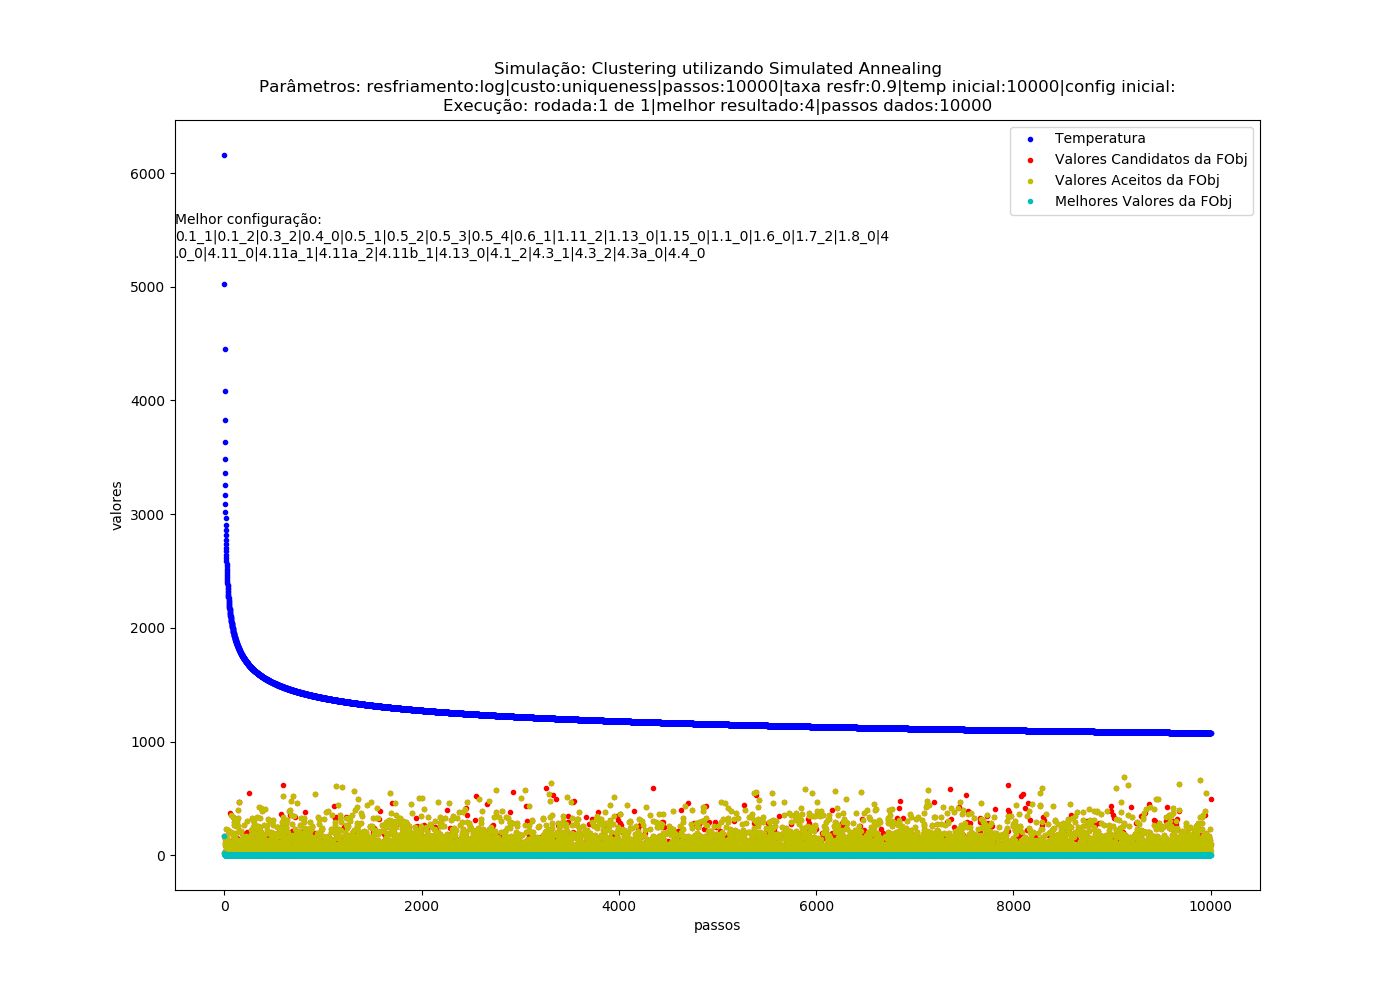 Simulação: Clustering utilizando Simulated Annealing
Parâmetros: resfriamento:log|custo:uniqueness|passos:10000|taxa resfr:0.9|temp inicial:10000|config inicial:
Execução: rodada:1 de 1|melhor resultado:4|passos dados:10000
Temperatura
Valores Candidatos da FObj
Valores Aceitos da FObj
Melhores Valores da FObj
Melhor configuração:
0.1_1|0.1_2|0.3_2|0.4_0|0.5_1|0.5_2|0.5_3|0.5_4|0.6_1|1.11_2|1.13_0|1.15_0|1.1_0|1.6_0|1.7_2|1.8_0|4
.0_0|4.11_0|4.11a_1|4.11a_2|4.11b_1|4.13_0|4.1_2|4.3_1|4.3_2|4.3a_0|4.4_0
6000
5000
4000
3000
2000
1000
0
valores
0 2000 4000 6000 8000 10000
passos